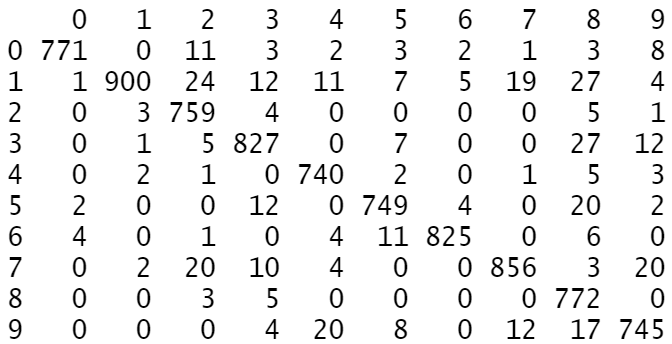 0 1 2 3 4 5 6 7 8 9
0 771 0 11 3 2 3 2 1 3 8
1 1 900 24 12 11 7 5 19 27 4
2 0 3 759 4 0 0 0 0 5 1
3 0 1 5 827 0 7 0 0 27 12
4 0 2 1 0 740 2 0 1 5 3
5 2 0 0 12 0 749 4 0 20 2
6 4 0 1 0 4 11 825 0 6 0
7 0 2 20 10 4 0 0 856 3 20
8 0 0 3 5 0 0 0 0 772 0
9 0 0 0 4 20 8 0 12 17 745